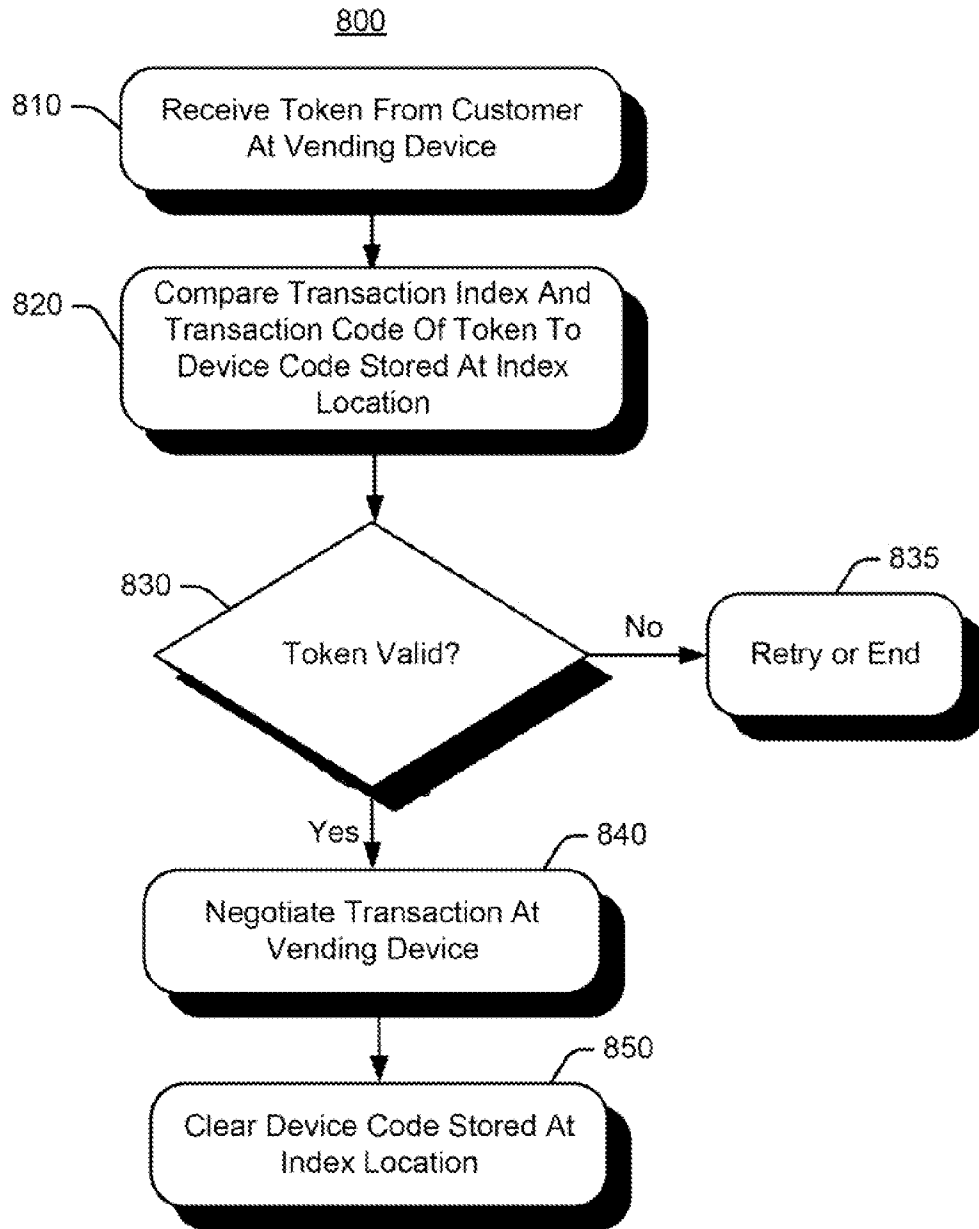 800
810
Receive Token From Customer
At Vending Device
820
Compare Transaction Index And
Transaction Code Of Token To
Device Code Stored At Index
Location
830
Token Valid?
No
835
Retry or End
Yes
840
Negotiate Transaction At
Vending Device
850
Clear Device Code Stored At
Index Location